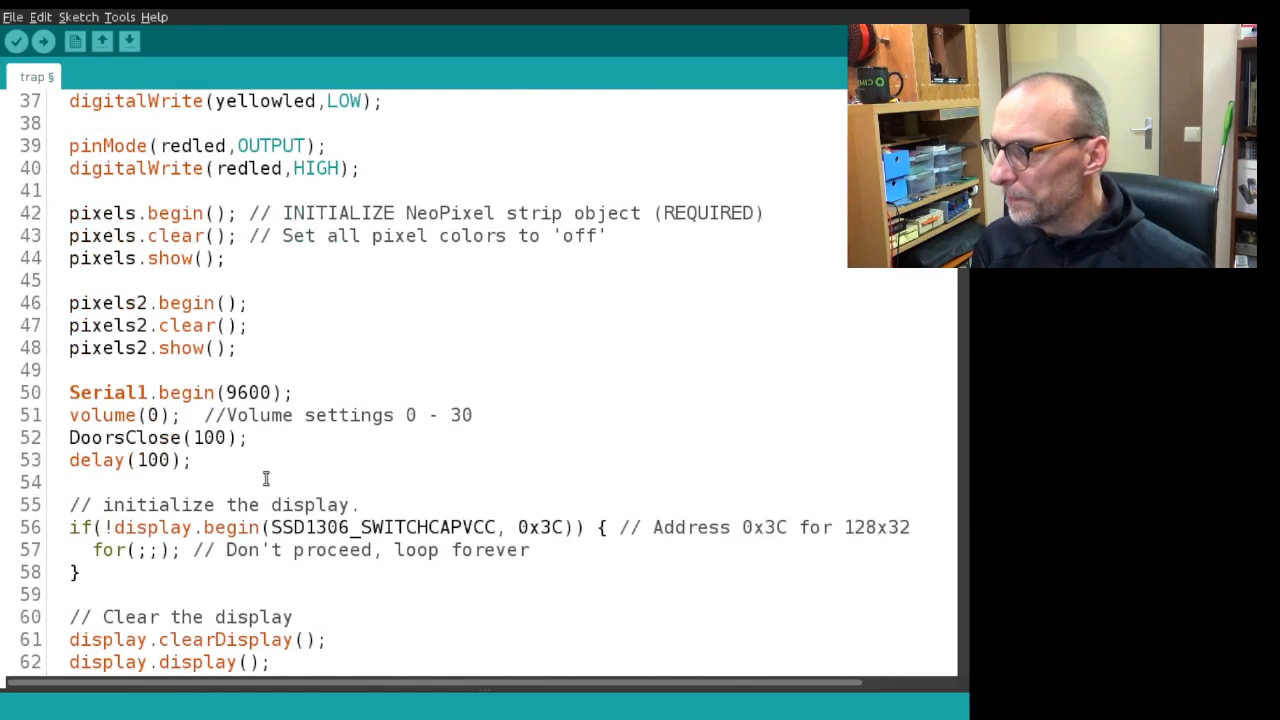 File Edit Sketch Tools Help
trap §
37 digitalWrite(yellowled,LOW);
38
39 pinMode(redled,OUTPUT);
40 digitalWrite(redled,HIGH);
41
42 pixels.begin(); // INITIALIZE NeoPixel strip object (REQUIRED)
43 pixels.clear(); // Set all pixel colors to 'off'
44 pixels.show();
45
46 pixels2.begin();
47 pixels2.clear();
48 pixels2.show();
49
50 Serial1.begin(9600);
51 volume(0);  //Volume settings 0 - 30
52 DoorsClose(100);
53 delay(100);
54
55 // initialize the display.
56 if(!display.begin(SSD1306_SWITCHCAPVCC, 0x3C)) { // Address 0x3C for 128x32
57   for(;;); // Don't proceed, loop forever
58 }
59
60 // Clear the display
61 display.clearDisplay();
62 display.display();